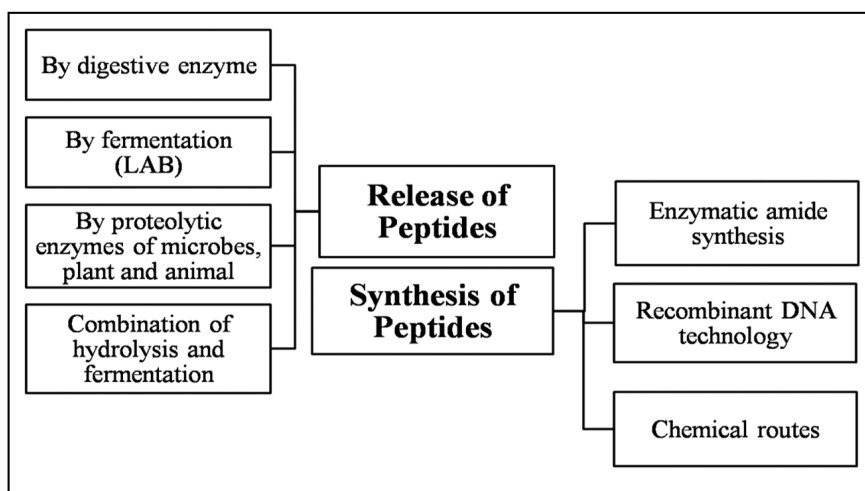 By digestive enzyme
By fermentation
(LAB)
By proteolytic
enzymes of microbes,
plant and animal
Combination of
hydrolysis and
fermentation
Release of
Peptides
Synthesis of
Peptides
Enzymatic amide
synthesis
Recombinant DNA
technology
Chemical routes